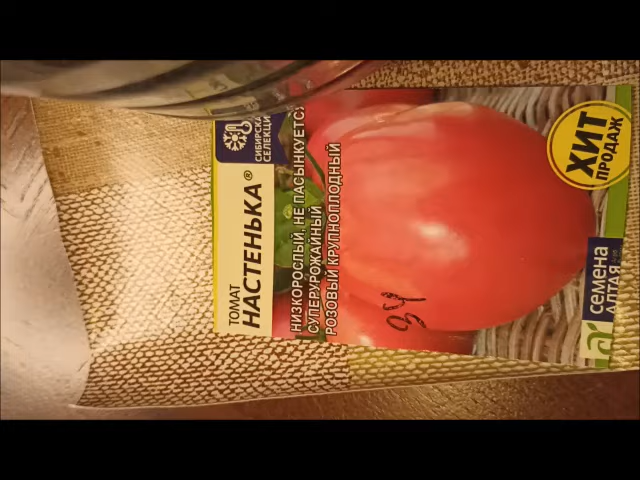 СИБИРСКАЯ
СЕЛЕКЦИЯ
ТОМАТ
НАСТЕНЬКА®
НИЗКОРОСЛЫЙ, НЕ ПАСЫНКУЕТСЯ
СУПЕРУРОЖАЙНЫЙ
РОЗОВЫЙ КРУПНОПЛОДНЫЙ
ХИТ
ПРОДАЖ
семена
АЛТАЯ